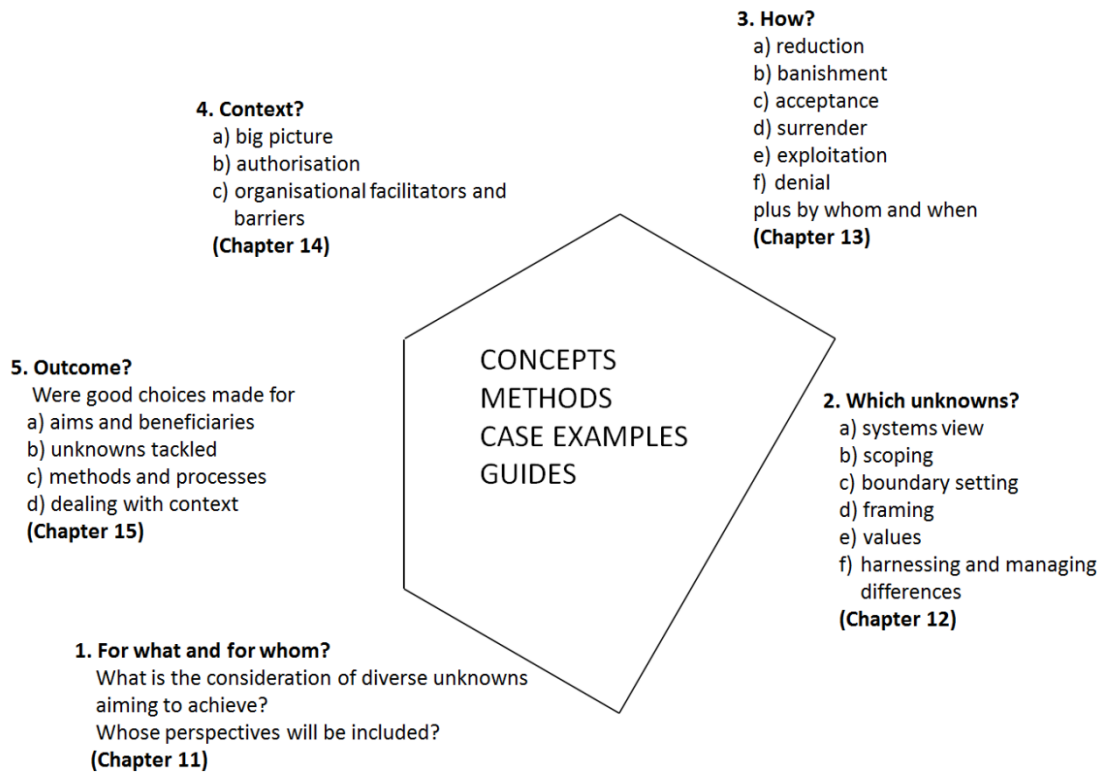 3. How?
a) reduction
b) banishment
c) acceptance
d) surrender
e) exploitation
f) denial
plus by whom and when
(Chapter 13)
4. Context?
a) big picture
b) authorisation
c) organisational facilitators and
barriers
(Chapter 14)
CONCEPTS
METHODS
CASE EXAMPLES
GUIDES
5. Outcome?
Were good choices made for
a) aims and beneficiaries
b) unknowns tackled
c) methods and processes
d) dealing with context
(Chapter 15)
2. Which unknowns?
a) systems view
b) scoping
c) boundary setting
d) framing
e) values
f) harnessing and managing
differences
(Chapter 12)
1. For what and for whom?
What is the consideration of diverse unknowns
aiming to achieve?
Whose perspectives will be included?
(Chapter 11)